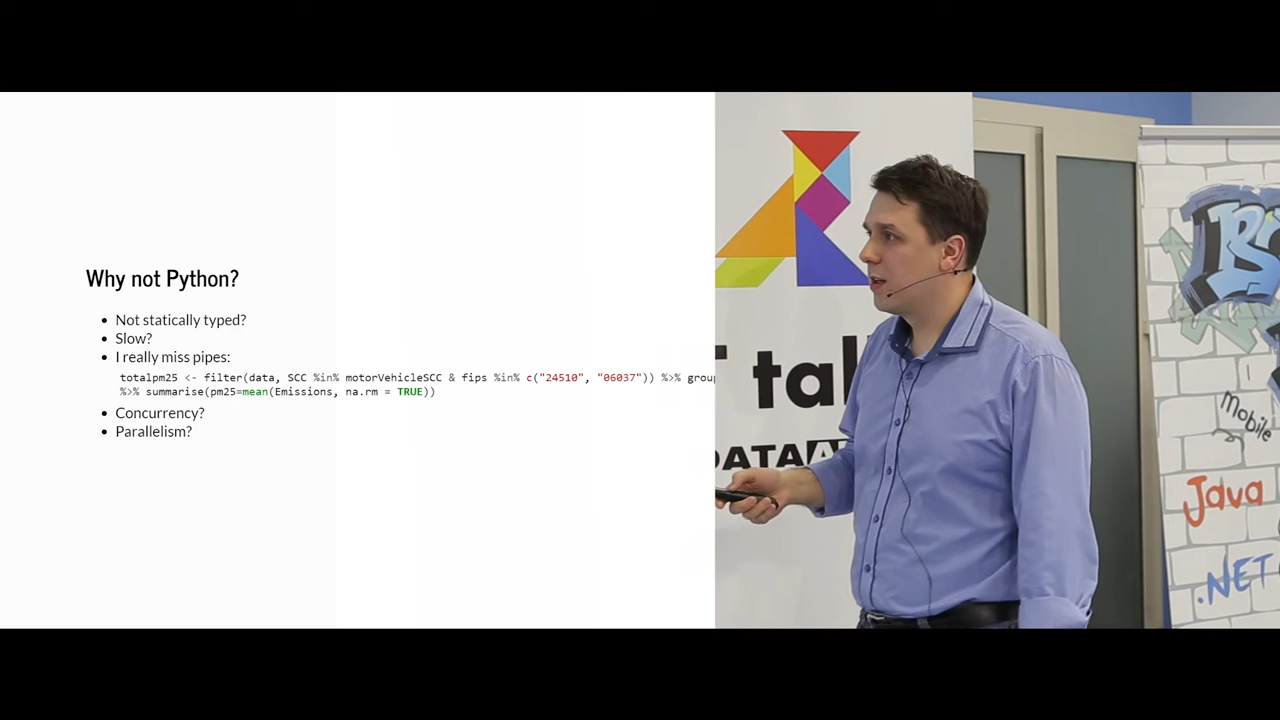 Why not Python?
• Not statically typed?
• Slow?
• I really miss pipes:
totalpm25 <- filter(data, SCC %in% motorVehicleSCC & fips %in% c("24510", "06037")) %>% grou
%>% summarise(pm25=mean(Emissions, na.rm = TRUE))
• Concurrency?
• Parallelism?
T tal
DATAA
Mobile
Java
.NET